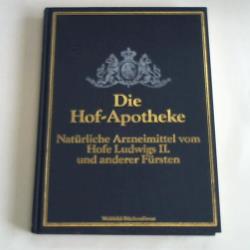 Die
Hof-Apotheke
Natürliche Arzneimittel vom
Hofe Ludwigs II.
und anderer Fürsten